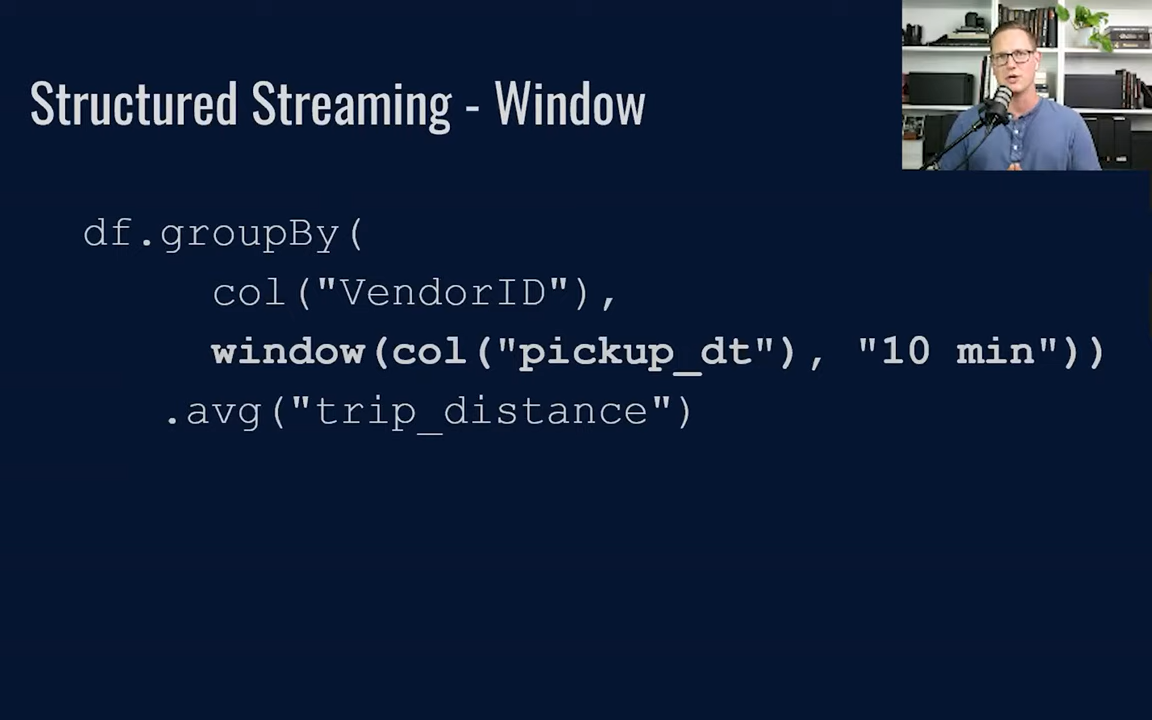 Structured Streaming - Window
df.groupBy(
col("VendorID"),
window(col("pickup_dt"), "10 min"))
.avg("trip_distance")